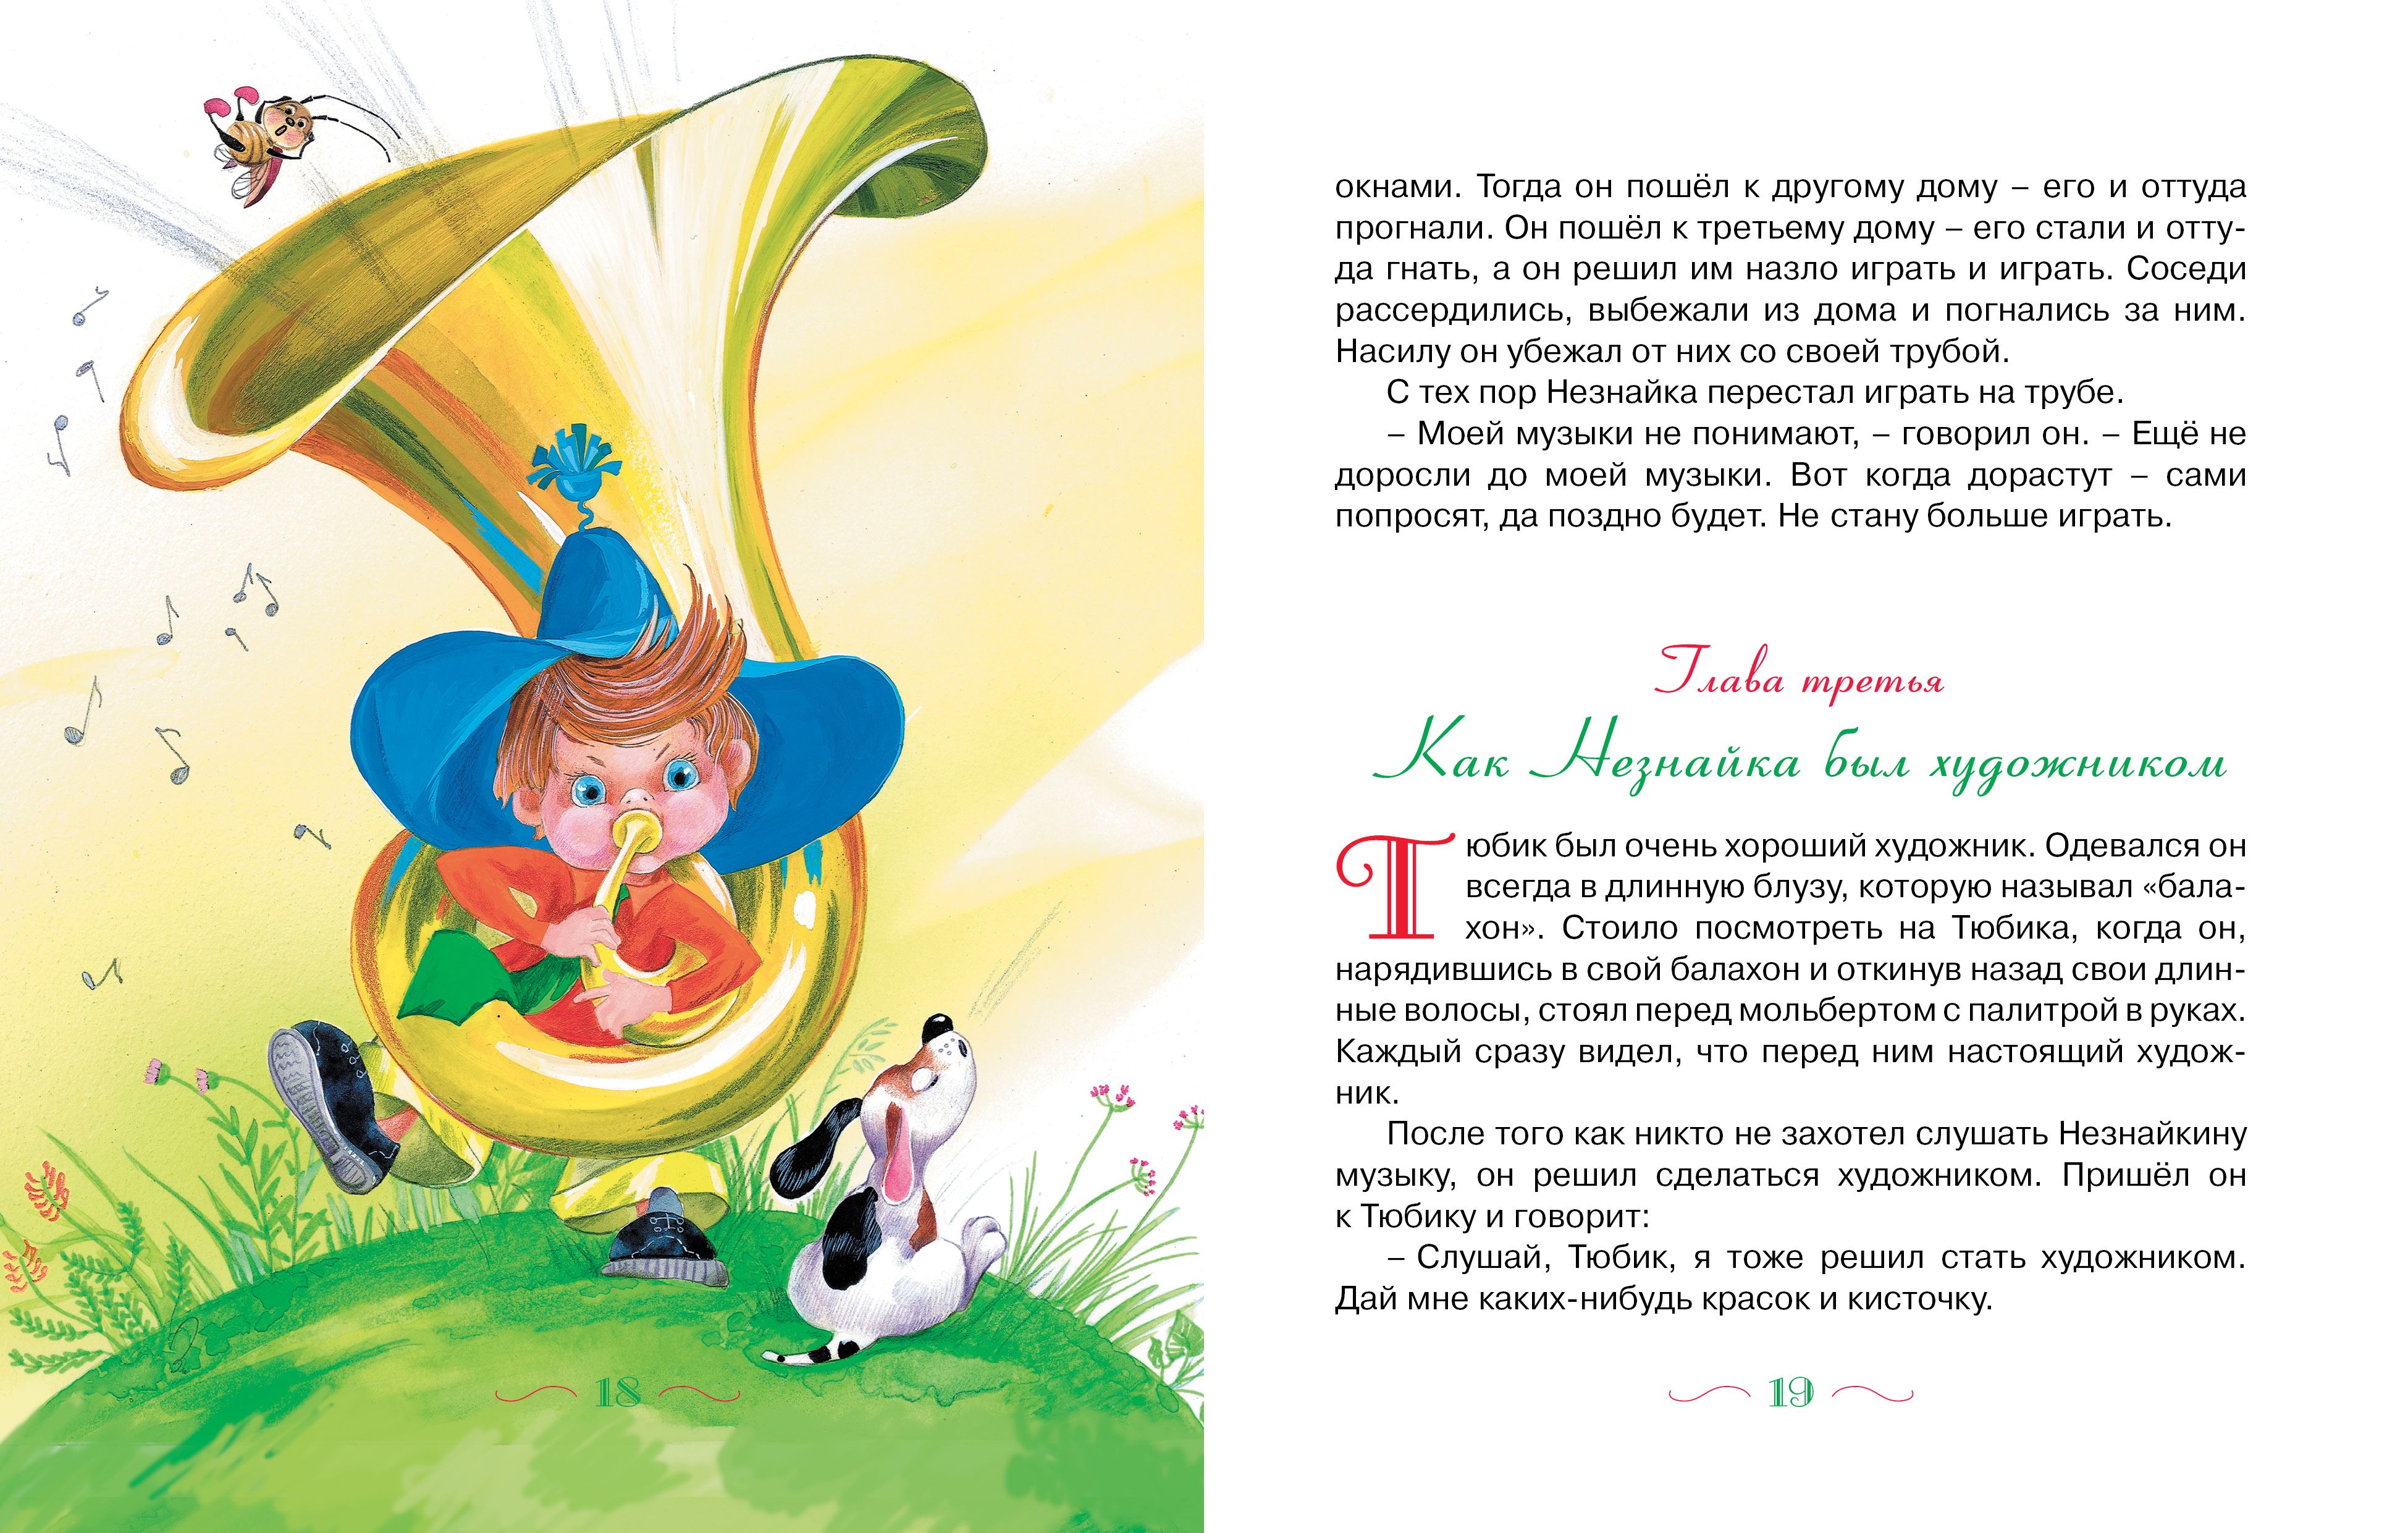 18
окнами. Тогда он пошёл к другому дому – его и оттуда
прогнали. Он пошёл к третьему дому – его стали и отту-
да гнать, а он решил им назло играть и играть. Соседи
рассердились, выбежали из дома и погнались за ним.
Насилу он убежал от них со своей трубой.
С тех пор Незнайка перестал играть на трубе.
– Моей музыки не понимают, – говорил он. – Ещё не
доросли до моей музыки. Вот когда дорастут – сами
попросят, да поздно будет. Не стану больше играть.
Глава третья
Как Незнайка был художником
Тюбик был очень хороший художник. Одевался он
всегда в длинную блузу, которую называл «бала-
хон». Стоило посмотреть на Тюбика, когда он,
нарядившись в свой балахон и откинув назад свои длин-
ные волосы, стоял перед мольбертом с палитрой в руках.
Каждый сразу видел, что перед ним настоящий худож-
ник.
После того как никто не захотел слушать Незнайкину
музыку, он решил сделаться художником. Пришёл он
к Тюбику и говорит:
– Слушай, Тюбик, я тоже решил стать художником.
Дай мне каких-нибудь красок и кисточку.
19